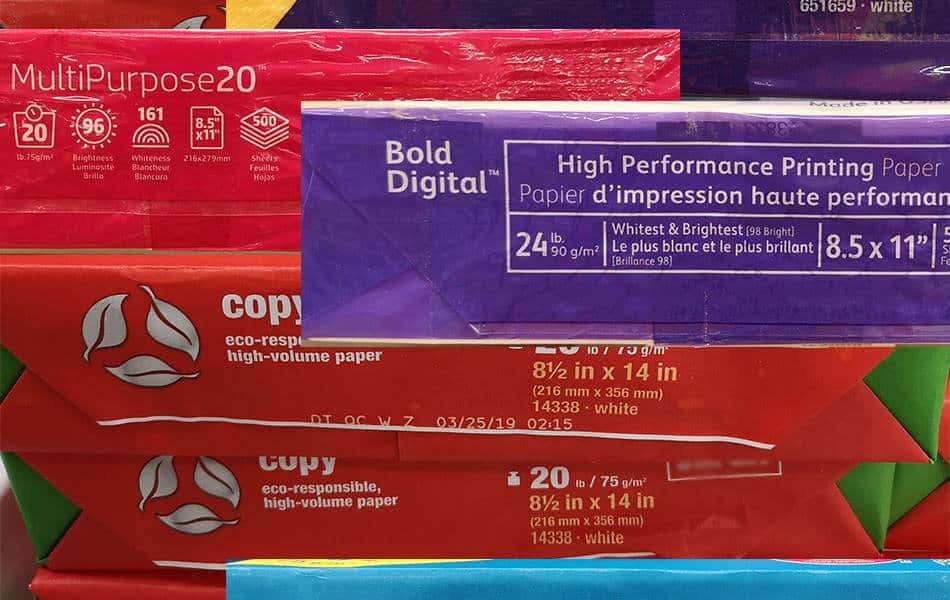 651659 · white
MultiPurpose20™
20
96
161
8.5"
x11"
500
lb.75g/m²
Brightness
Luminosité
Brillo
Whiteness
Blancheur
Blancura
216x279mm
Sheets
Feuilles
Hojas
Made in USA
Bold
Digital™
High Performance Printing Paper
Papier d'impression haute performan
24 lb. 90 g/m²
Whitest & Brightest [98 Bright]
Le plus blanc et le plus brillant
[Brillance 98]
8.5 x 11"
copy
eco-resp
high-volume paper
20 lb / 75 g/m²
8½ in x 14 in
(216 mm x 356 mm)
14338 · white
03/25/19 02:15
copy
eco-responsible,
high-volume paper
20 lb / 75 g/m²
8½ in x 14 in
(216 mm x 356 mm)
14338 · white